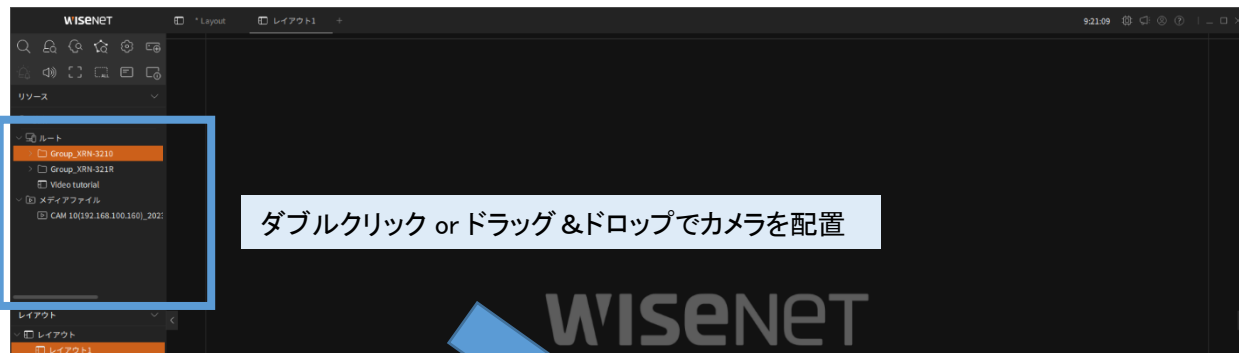 WISENET
* Layout
レイアウト1
+
9:21:09
リソース
ルート
Group_XRN-3210
Group_XRN-321R
Video tutorial
メディアファイル
CAM 10(192.168.100.160)_202
ダブルクリック or ドラッグ &ドロップでカメラを配置
WISENET
レイアウト
レイアウト
レイアウト1